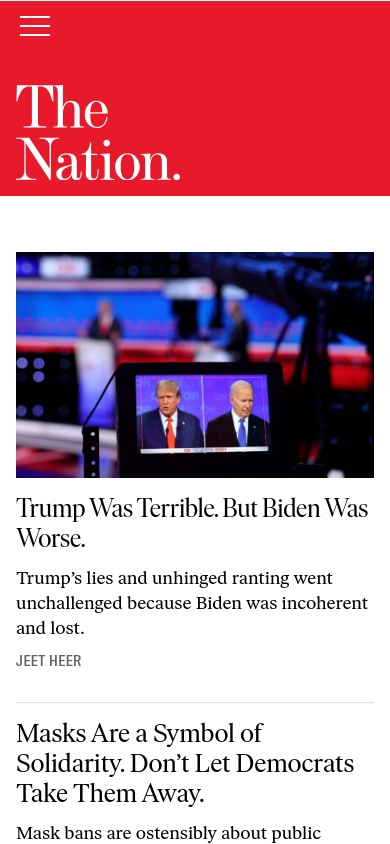 The
Nation.
Trump Was Terrible. But Biden Was
Worse.
Trump’s lies and unhinged ranting went
unchallenged because Biden was incoherent
and lost.
JEET HEER
Masks Are a Symbol of
Solidarity. Don’t Let Democrats
Take Them Away.
Mask bans are ostensibly about public